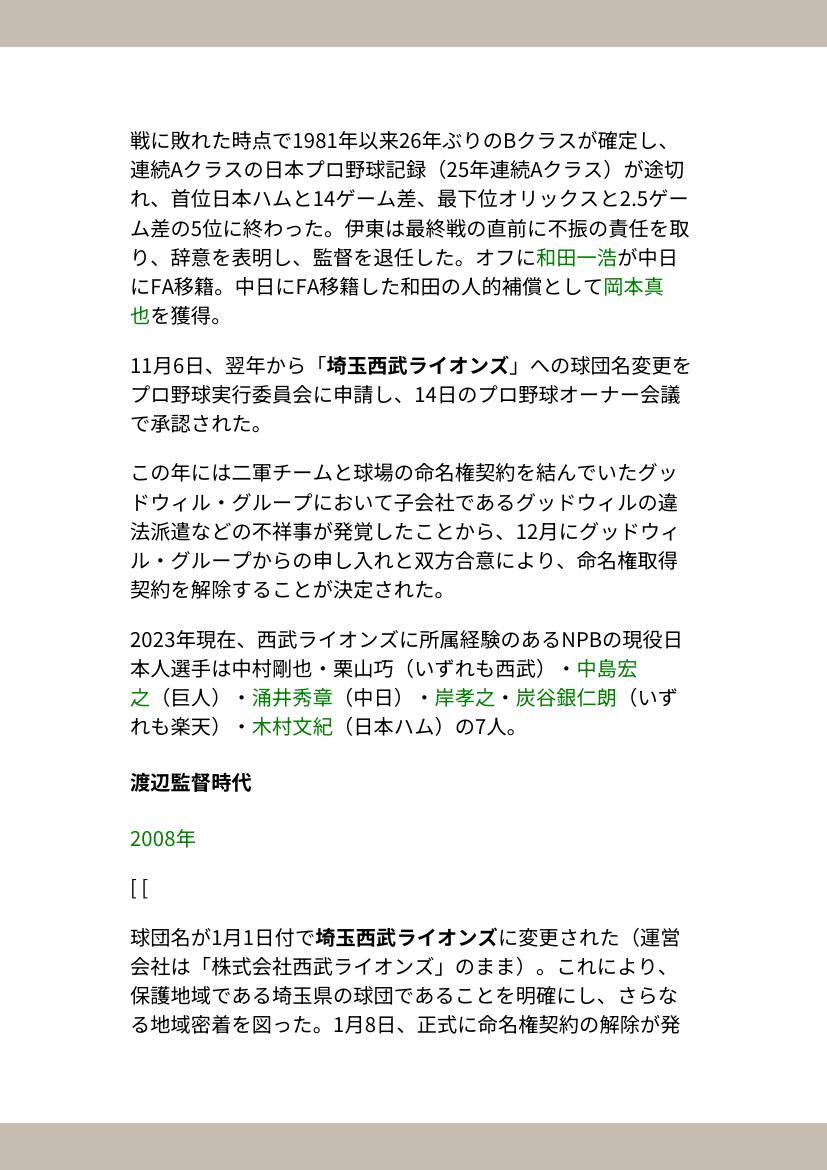 戦に敗れた時点で1981年以来26年ぶりのBクラスが確定し、
連続Aクラスの日本プロ野球記録（25年連続Aクラス）が途切
れ、首位日本ハムと14ゲーム差、最下位オリックスと2.5ゲー
ム差の5位に終わった。伊東は最終戦の直前に不振の責任を取
り、辞意を表明し、監督を退任した。オフに和田一浩が中日
にFA移籍。中日にFA移籍した和田の人的補償として岡本真
也を獲得。
11月6日、翌年から「埼玉西武ライオンズ」への球団名変更を
プロ野球実行委員会に申請し、14日のプロ野球オーナー会議
で承認された。
この年には二軍チームと球場の命名権契約を結んでいたグッ
ドウィル・グループにおいて子会社であるグッドウィルの違
法派遣などの不祥事が発覚したことから、12月にグッドウィ
ル・グループからの申し入れと双方合意により、命名権取得
契約を解除することが決定された。
2023年現在、西武ライオンズに所属経験のあるNPBの現役日
本人選手は中村剛也・栗山巧（いずれも西武）・中島宏
之（巨人）・涌井秀章（中日）・岸孝之・炭谷銀仁朗（いず
れも楽天）・木村文紀（日本ハム）の7人。
渡辺監督時代
2008年
[ [
球団名が1月1日付で埼玉西武ライオンズに変更された（運営
会社は「株式会社西武ライオンズ」のまま）。これにより、
保護地域である埼玉県の球団であることを明確にし、さらな
る地域密着を図った。1月8日、正式に命名権契約の解除が発